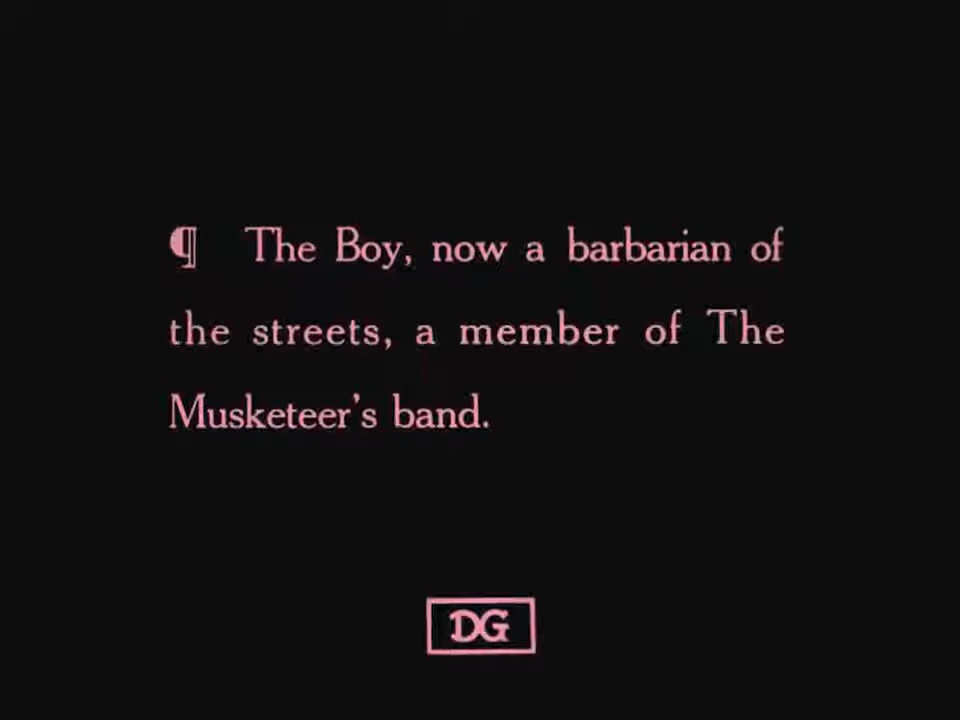 ¶ The Boy, now a barbarian of
the streets, a member of The
Musketeer's band.
DG